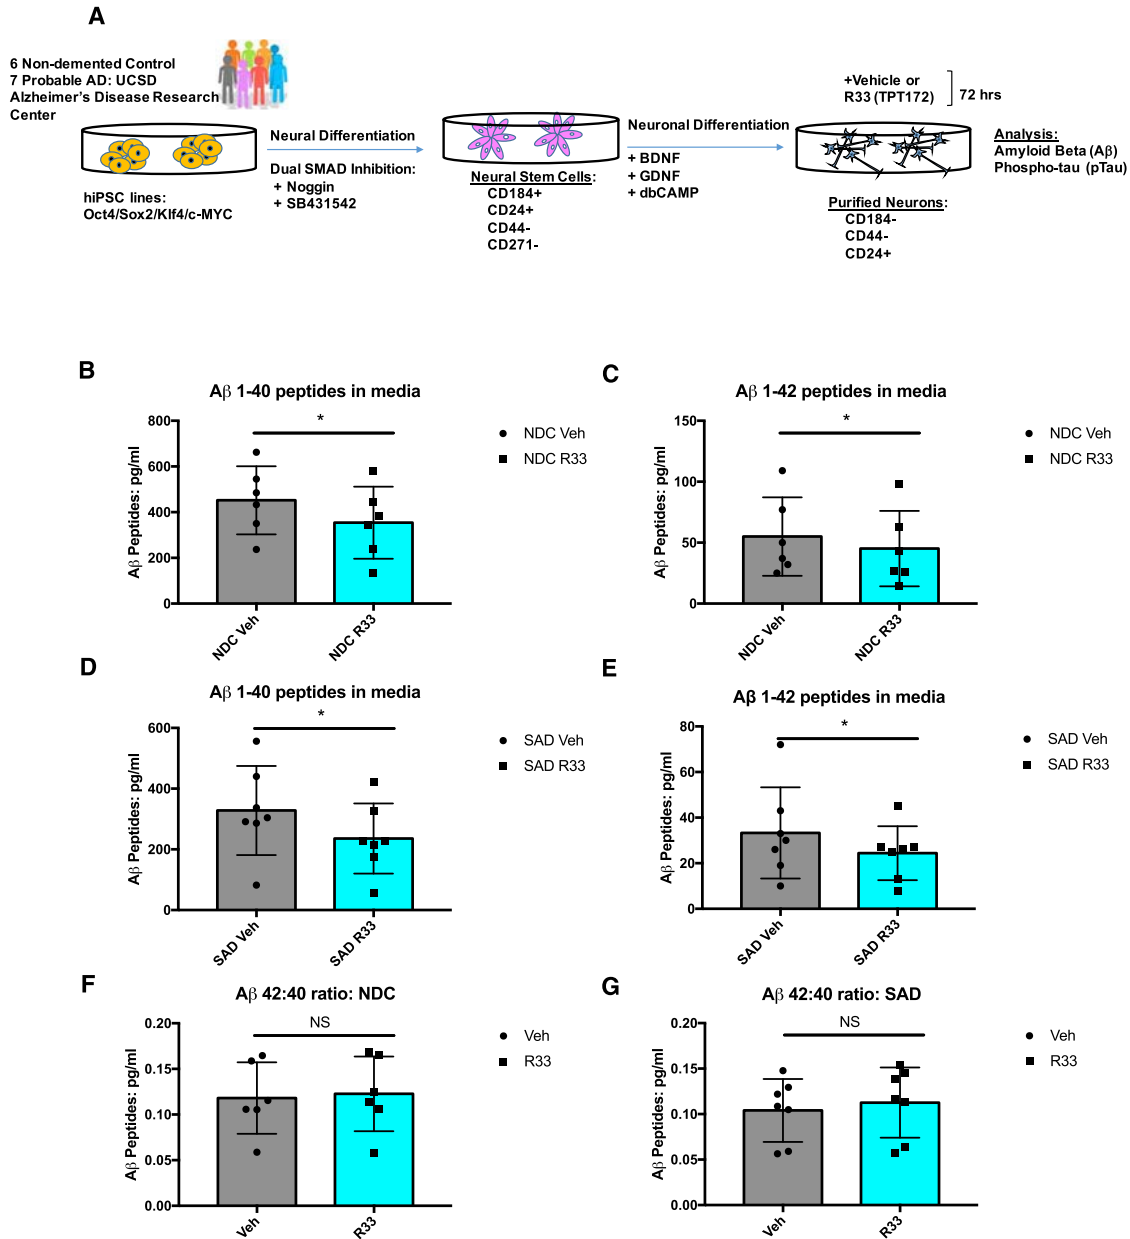 A
6 Non-demented Control
7 Probable AD: UCSD
Alzheimer's Disease Research
Center
hiPSC lines:
Oct4/Sox2/Klf4/c-MYC
Neural Differentiation
Dual SMAD Inhibition:
+ Noggin
+ SB431542
Neural Stem Cells:
CD184+
CD24+
CD44-
CD271-
Neuronal Differentiation
+ BDNF
+ GDNF
+ dbCAMP
+Vehicle or
R33 (TPT172)
72 hrs
Purified Neurons:
CD184-
CD44-
CD24+
Analysis:
Amyloid Beta (Aβ)
Phospho-tau (pTau)
B
Aβ 1-40 peptides in media
Aβ Peptides: pg/ml
800
600
400
200
0
*
NDC Veh
NDC R33
NDC Veh
NDC R33
C
Aβ 1-42 peptides in media
Aβ Peptides: pg/ml
150
100
50
0
*
NDC Veh
NDC R33
NDC Veh
NDC R33
D
Aβ 1-40 peptides in media
Aβ Peptides: pg/ml
600
400
200
0
*
SAD Veh
SAD R33
SAD Veh
SAD R33
E
Aβ 1-42 peptides in media
Aβ Peptides: pg/ml
80
60
40
20
0
*
SAD Veh
SAD R33
SAD Veh
SAD R33
F
Aβ 42:40 ratio: NDC
Aβ Peptides: pg/ml
0.20
0.15
0.10
0.05
0.00
NS
Veh
R33
Veh
R33
G
Aβ 42:40 ratio: SAD
Aβ Peptides: pg/ml
0.20
0.15
0.10
0.05
0.00
NS
Veh
R33
Veh
R33